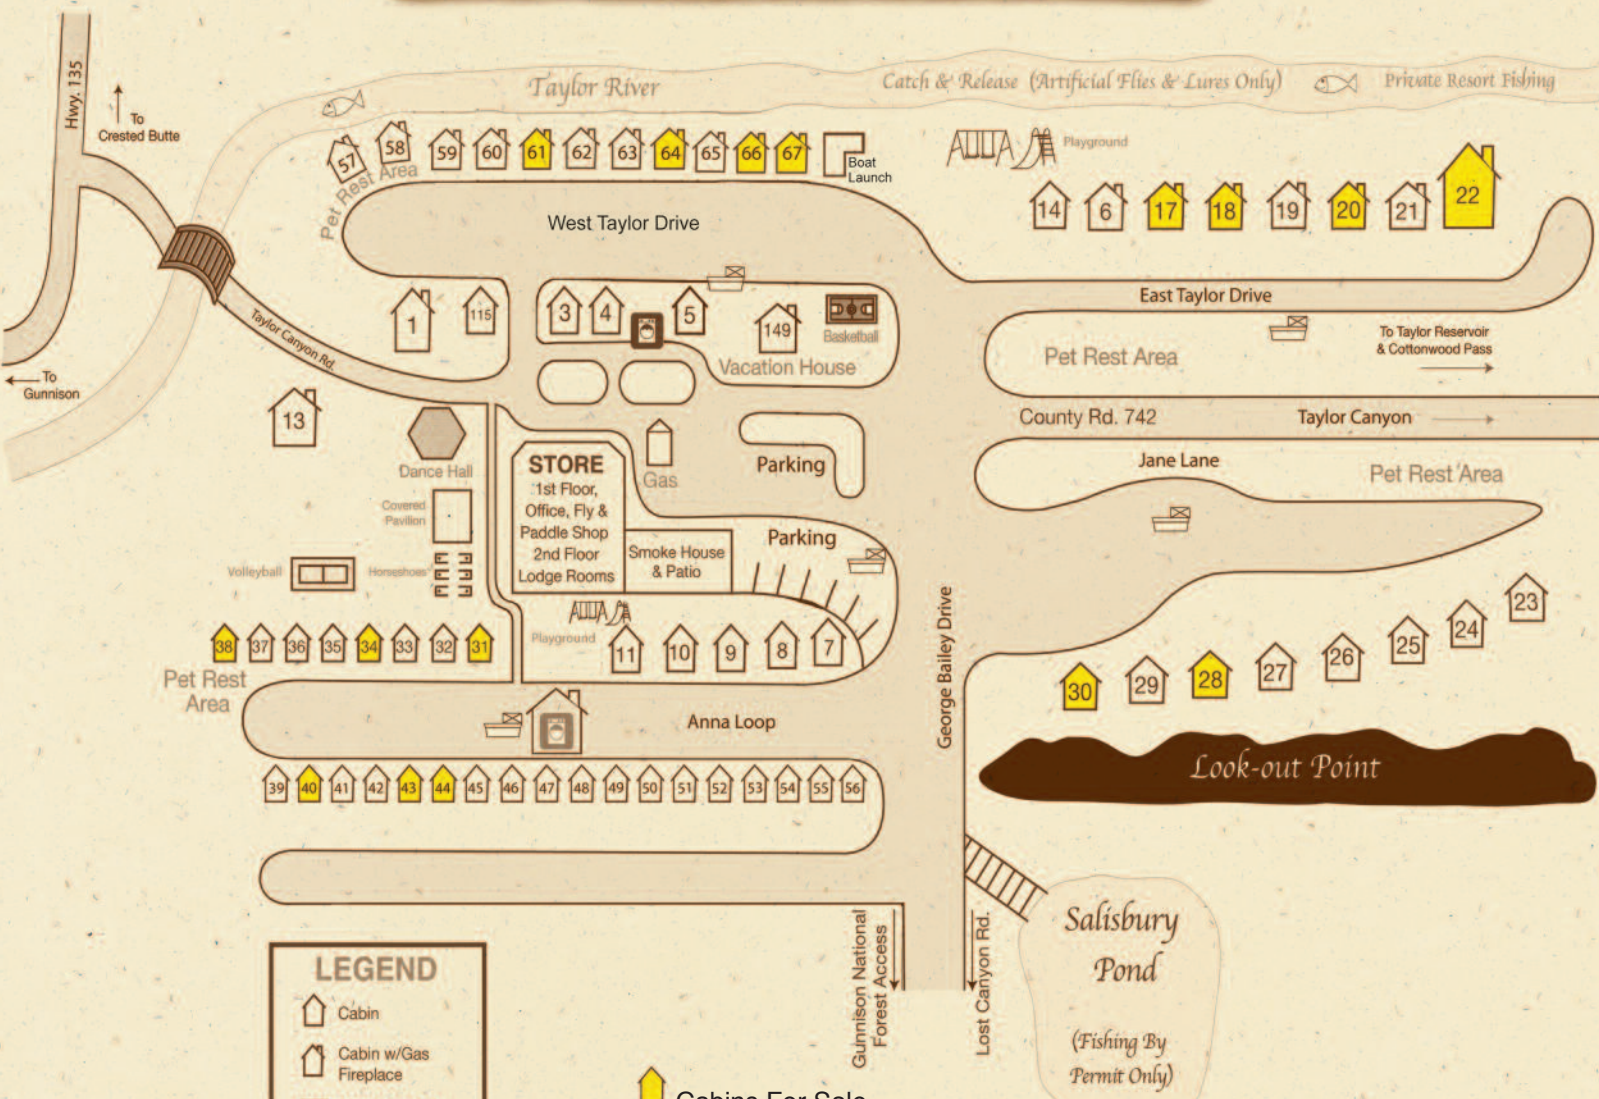 Hwy. 135
To
Crested Butte
Taylor River
Catch & Release (Artificial Flies & Lures Only)
Private Resort Fishing
57
58
59
60
61
62
63
64
65
66
67
Boat
Launch
Pet Rest Area
West Taylor Drive
Playground
14
6
17
18
19
20
21
22
East Taylor Drive
1
115
3
4
5
149
Basketball
Vacation House
Taylor Canyon Rd.
To
Gunnison
Pet Rest Area
To Taylor Reservoir
& Cottonwood Pass
County Rd. 742
Taylor Canyon
13
Dance Hall
Covered
Pavilion
Volleyball
Horseshoes
STORE
1st Floor,
Office, Fly &
Paddle Shop
2nd Floor
Lodge Rooms
Smoke House
& Patio
Gas
Parking
Parking
Jane Lane
Pet Rest Area
38
37
36
35
34
33
32
31
Playground
11
10
9
8
7
Pet Rest
Area
Anna Loop
George Bailey Drive
30
29
28
27
26
25
24
23
Look-out Point
39
40
41
42
43
44
45
46
47
48
49
50
51
52
53
54
55
56
Gunnison National
Forest Access
Lost Canyon Rd.
Salisbury
Pond
(Fishing By
Permit Only)
LEGEND
Cabin
Cabin w/Gas
Fireplace
Cabins For Sale